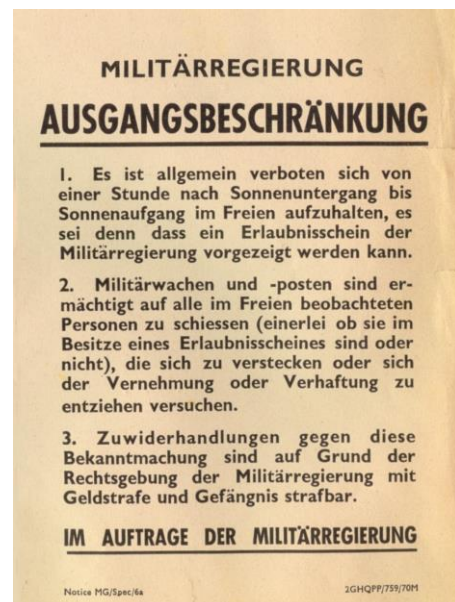 MILITÄRREGIERUNG
AUSGANGSBESCHRÄNKUNG
1. Es ist allgemein verboten sich von
einer Stunde nach Sonnenuntergang bis
Sonnenaufgang im Freien aufzuhalten, es
sei denn dass ein Erlaubnisschein der
Militärregierung vorgezeigt werden kann.
2. Militärwachen und -posten sind er-
mächtigt auf alle im Freien beobachteten
Personen zu schiessen (einerlei ob sie im
Besitze eines Erlaubnisscheines sind oder
nicht), die sich zu verstecken oder sich
der Vernehmung oder Verhaftung zu
entziehen versuchen.
3. Zuwiderhandlungen gegen diese
Bekanntmachung sind auf Grund der
Rechtsgebung der Militärregierung mit
Geldstrafe und Gefängnis strafbar.
IM AUFTRAGE DER MILITÄRREGIERUNG
Notice MG/Spec/6a
2GHQPP/759/70M